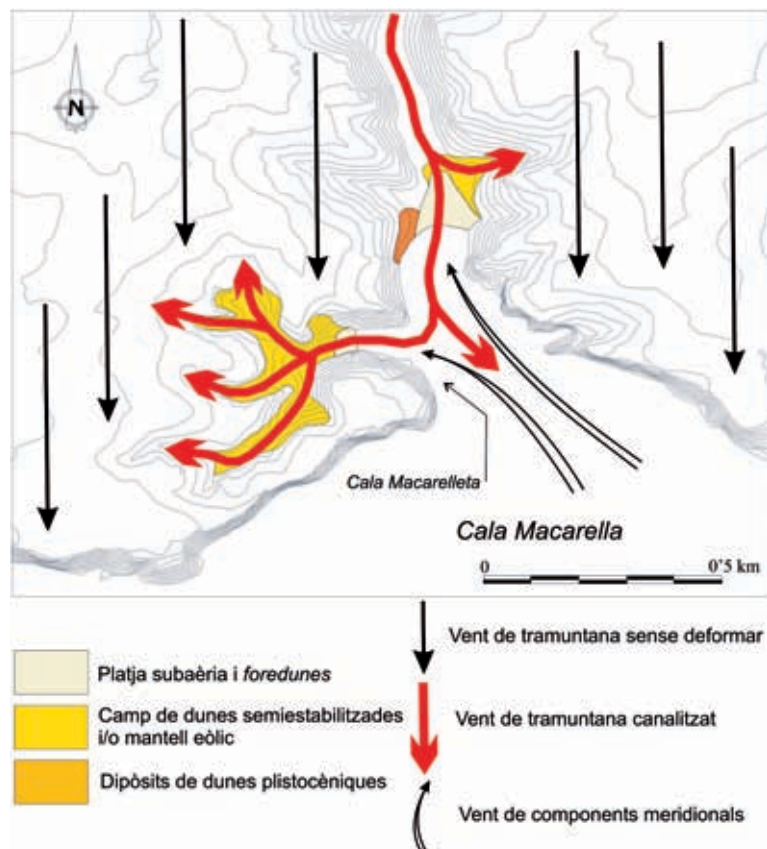 N
Cala Macarelleta
Cala Macarella
0 0'5 km
Platja subaèria i foredunes
Camp de dunes semiestabilitzades
i/o mantell eòlic
Dipòsits de dunes plistocèniques
Vent de tramuntana sense deformar
Vent de tramuntana canalitzat
Vent de components meridionals